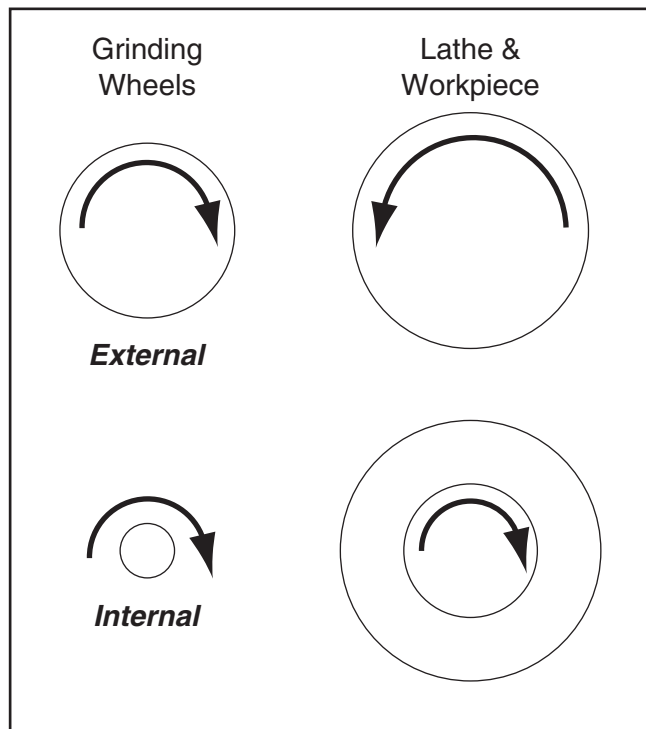 Grinding
Wheels
Lathe &
Workpiece
External
Internal